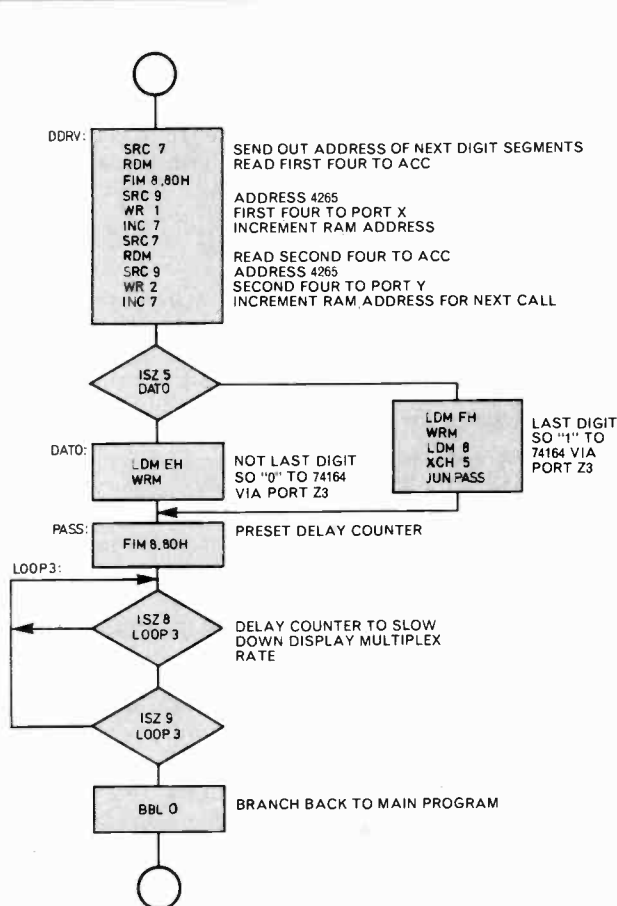 DDRV:
SRC 7 SEND OUT ADDRESS OF NEXT DIGIT SEGMENTS
RDM READ FIRST FOUR TO ACC
FIM 8,80H
SRC 9 ADDRESS 4265
WR 1 FIRST FOUR TO PORT X
INC 7 INCREMENT RAM ADDRESS
SRC 7
RDM READ SECOND FOUR TO ACC
SRC 9 ADDRESS 4265
WR 2 SECOND FOUR TO PORT Y
INC 7 INCREMENT RAM ADDRESS FOR NEXT CALL
ISZ 5
DATO
LDM FH
WRM
LDM 8
XCH 5
JUN PASS
LAST DIGIT
SO "1" TO
74164 VIA
PORT Z3
DATO:
LDM EH
WRM
NOT LAST DIGIT
SO "0" TO 74164
VIA PORT Z3
PASS:
FIM 8,80H
PRESET DELAY COUNTER
LOOP3:
ISZ 8
LOOP 3
DELAY COUNTER TO SLOW
DOWN DISPLAY MULTIPLEX
RATE
ISZ 9
LOOP 3
BBL 0
BRANCH BACK TO MAIN PROGRAM